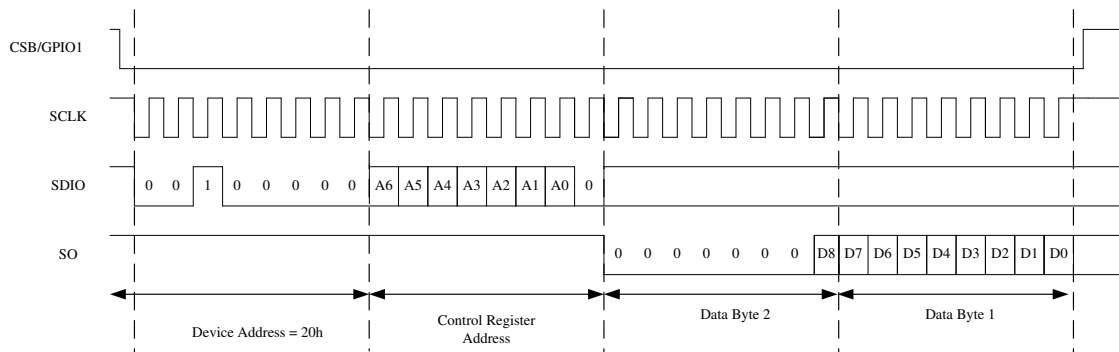 CSB/GPIO1
SCLK
SDIO
0 0 1 0 0 0 0 0 A6 A5 A4 A3 A2 A1 A0 0
SO
0 0 0 0 0 0 0 D8 D7 D6 D5 D4 D3 D2 D1 D0
Device Address = 20h
Control Register
Address
Data Byte 2
Data Byte 1